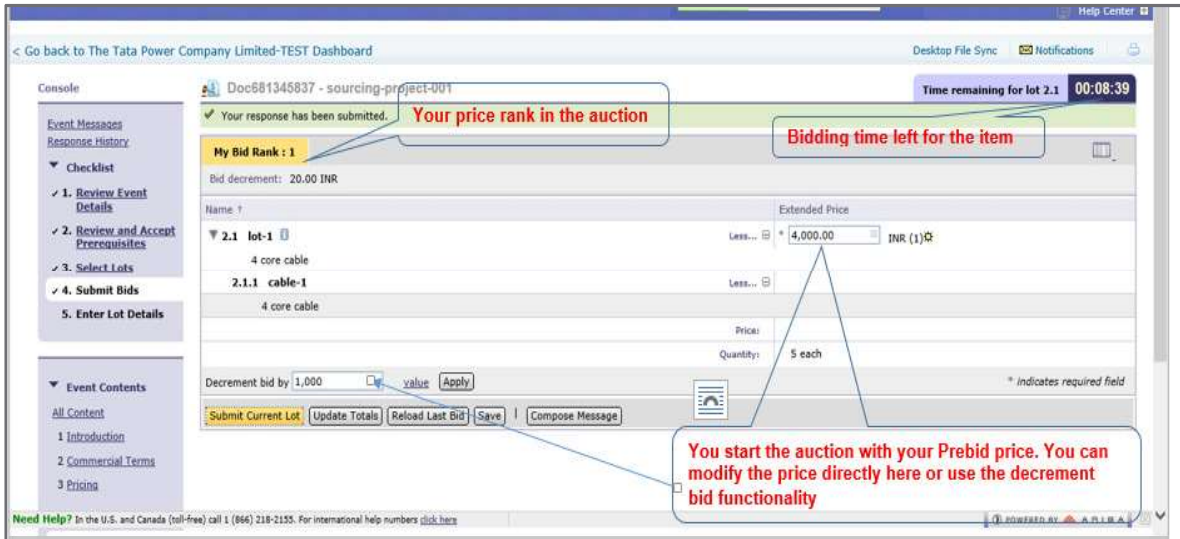 Help Center
< Go back to The Tata Power Company Limited-TEST Dashboard
Desktop File Sync Notifications
Console
Doc681345837 - sourcing-project-001
Time remaining for lot 2.1 00:08:39
Event Messages
Response History
Checklist
✓ 1. Review Event
Details
✓ 2. Review and Accept
Prerequisites
✓ 3. Select Lots
✓ 4. Submit Bids
5. Enter Lot Details
Event Contents
All Content
1 Introduction
2 Commercial Terms
3 Pricing
✓ Your response has been submitted.
Your price rank in the auction
Bidding time left for the item
My Bid Rank : 1
Bid decrement: 20.00 INR
Name ↑ Extended Price
2.1 lot-1 Less... * 4,000.00 INR (1)
4 core cable
2.1.1 cable-1 Less...
4 core cable
Price:
Quantity: 5 each
Decrement bid by 1,000 value Apply * indicates required field
Submit Current Lot Update Totals Reload Last Bid Save | Compose Message
You start the auction with your Prebid price. You can
modify the price directly here or use the decrement
bid functionality
Need Help? In the U.S. and Canada (toll-free) call 1 (866) 218-2155. For international help numbers click here
POWERED BY ARIBA